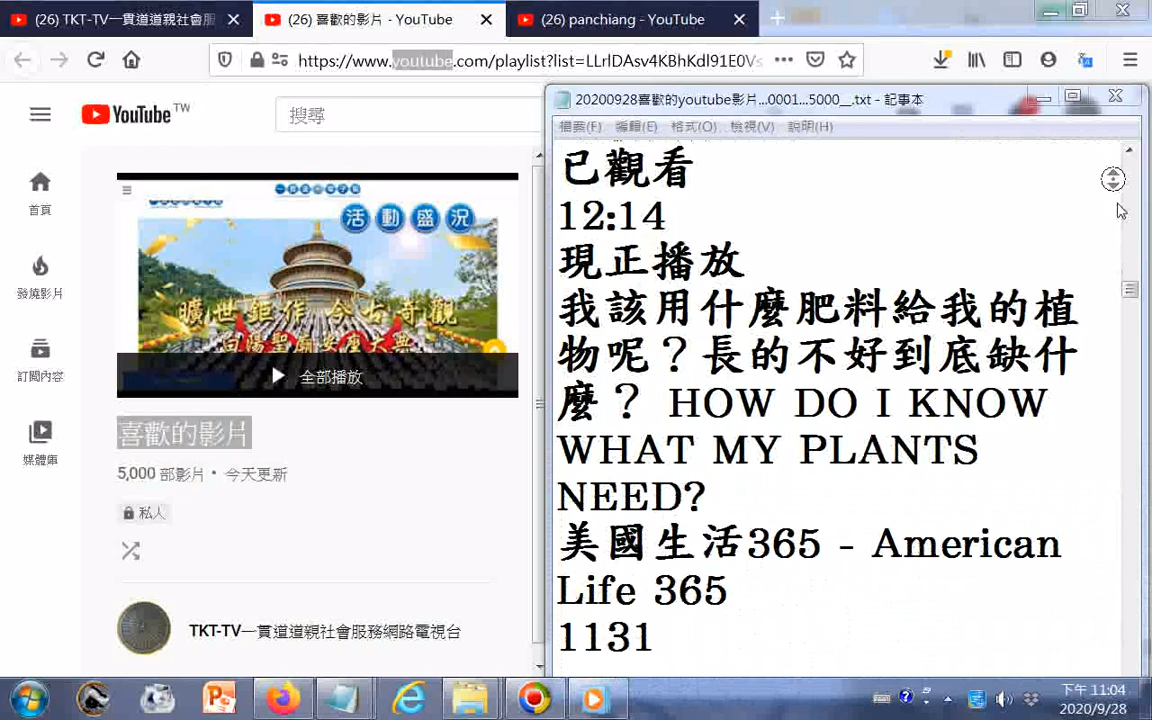 (26) TKT-TV一貫道道親社會服
(26) 喜歡的影片 - YouTube
(26) panchiang - YouTube
https://www.youtube.com/playlist?list=LLrlDAsv4KBhKdl91E0Vs
YouTube TW
搜尋
首頁
發燒影片
訂閱內容
媒體庫
活動盛況
曠世鉅作 今古奇觀
全部播放
喜歡的影片
5,000 部影片・今天更新
私人
TKT-TV一貫道道親社會服務網路電視台
20200928喜歡的youtube影片...0001...5000__.txt - 記事本
檔案(F) 編輯(E) 格式(O) 檢視(V) 說明(H)
已觀看
12:14
現正播放
我該用什麼肥料給我的植
物呢？長的不好到底缺什
麼？ HOW DO I KNOW
WHAT MY PLANTS
NEED?
美國生活365 - American
Life 365
1131
下午 11:04
2020/9/28